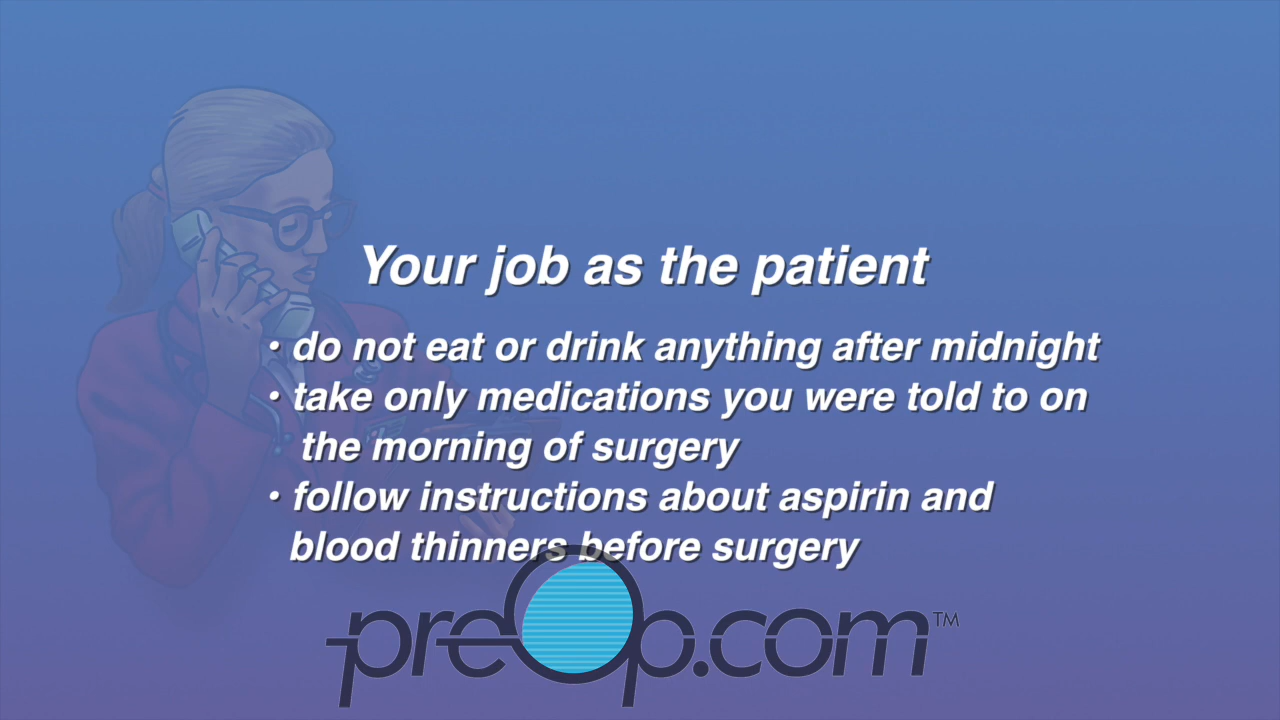 Your job as the patient
• do not eat or drink anything after midnight
• take only medications you were told to on
the morning of surgery
• follow instructions about aspirin and
blood thinners before surgery
preOp.com™